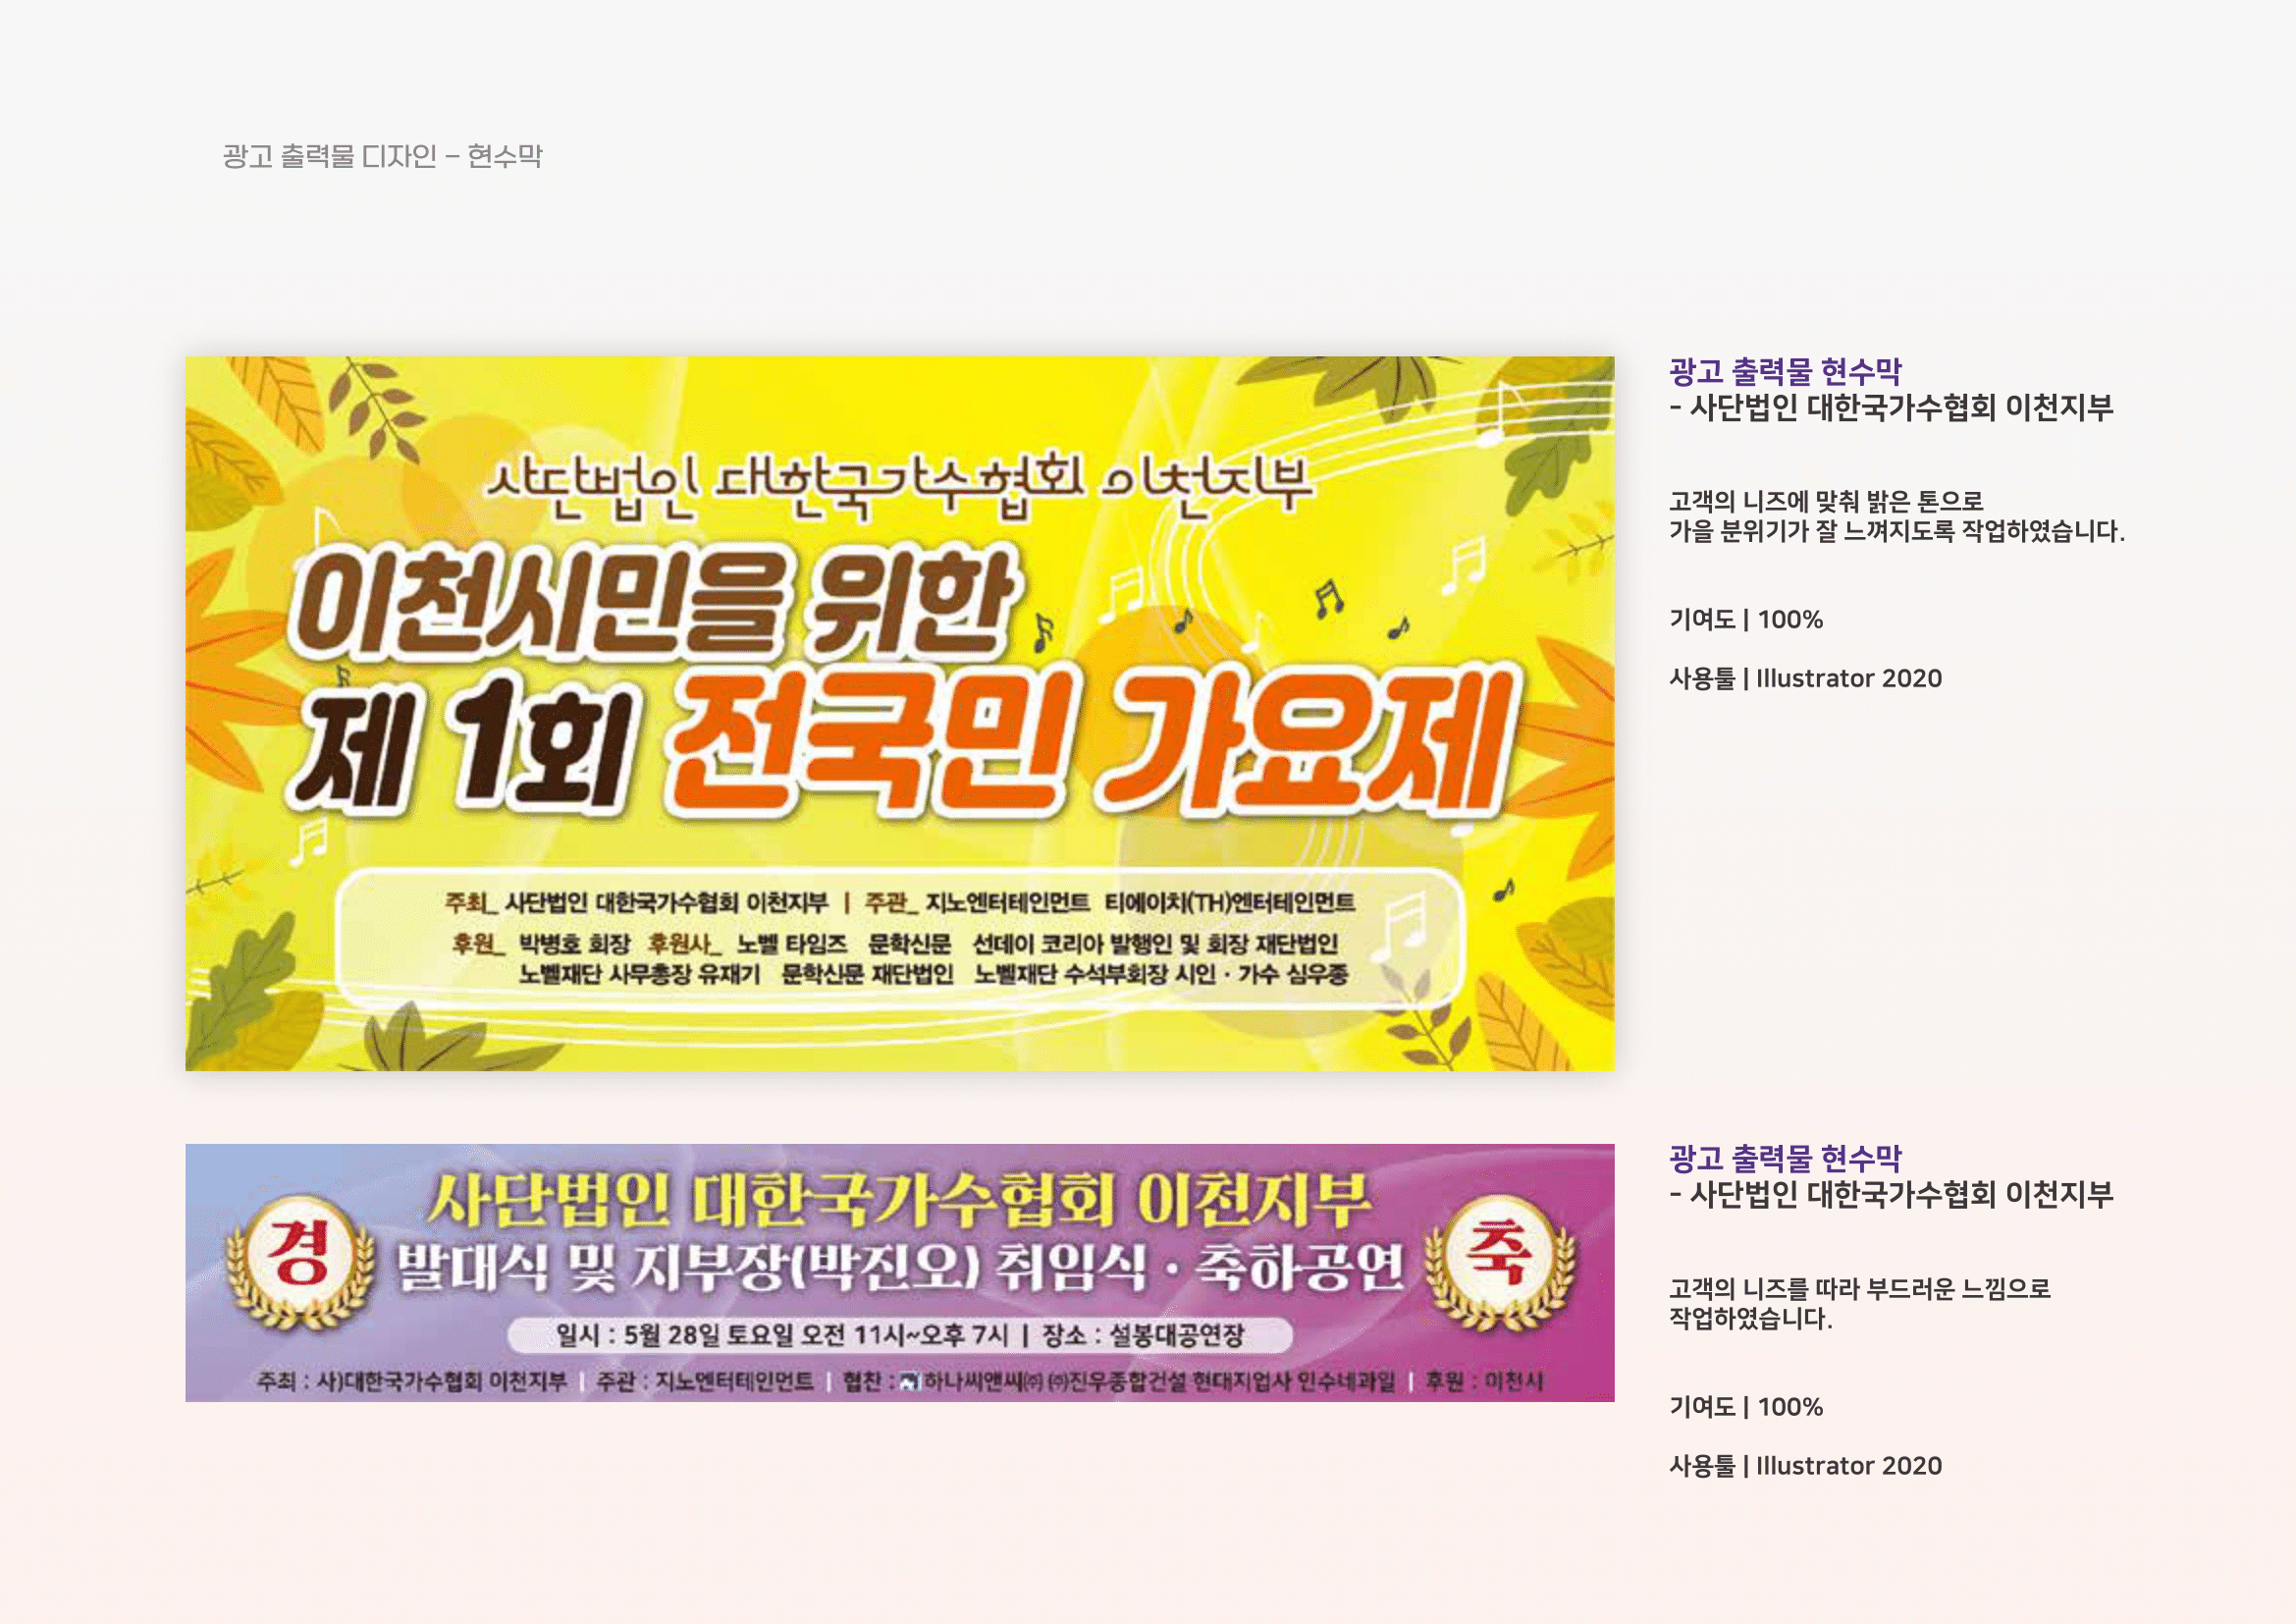 광고 출력물 디자인 – 현수막
사단법인 대한국가수협회 이천지부
이천시민을 위한
제 1회 전국민 가요제
주최_ 사단법인 대한국가수협회 이천지부 | 주관_ 지노엔터테인먼트 티에이치(TH)엔터테인먼트
후원_ 박병호 회장 후원사_ 노벨 타임즈 문학신문 선데이 코리아 발행인 및 회장 재단법인
노벨재단 사무총장 유재기 문학신문 재단법인 노벨재단 수석부회장 시인 · 가수 심우종
광고 출력물 현수막
- 사단법인 대한국가수협회 이천지부
고객의 니즈에 맞춰 밝은 톤으로
가을 분위기가 잘 느껴지도록 작업하였습니다.
기여도 | 100%
사용툴 | Illustrator 2020
경
사단법인 대한국가수협회 이천지부
발대식 및 지부장(박진오) 취임식 · 축하공연
축
일시 : 5월 28일 토요일 오전 11시~오후 7시 | 장소 : 설봉대공연장
주최 : 사)대한국가수협회 이천지부 | 주관 : 지노엔터테인먼트 | 협찬 : 하나씨앤씨㈜ ㈜진우종합건설 현대지업사 인수네과일 | 후원 : 이천시
광고 출력물 현수막
- 사단법인 대한국가수협회 이천지부
고객의 니즈를 따라 부드러운 느낌으로
작업하였습니다.
기여도 | 100%
사용툴 | Illustrator 2020